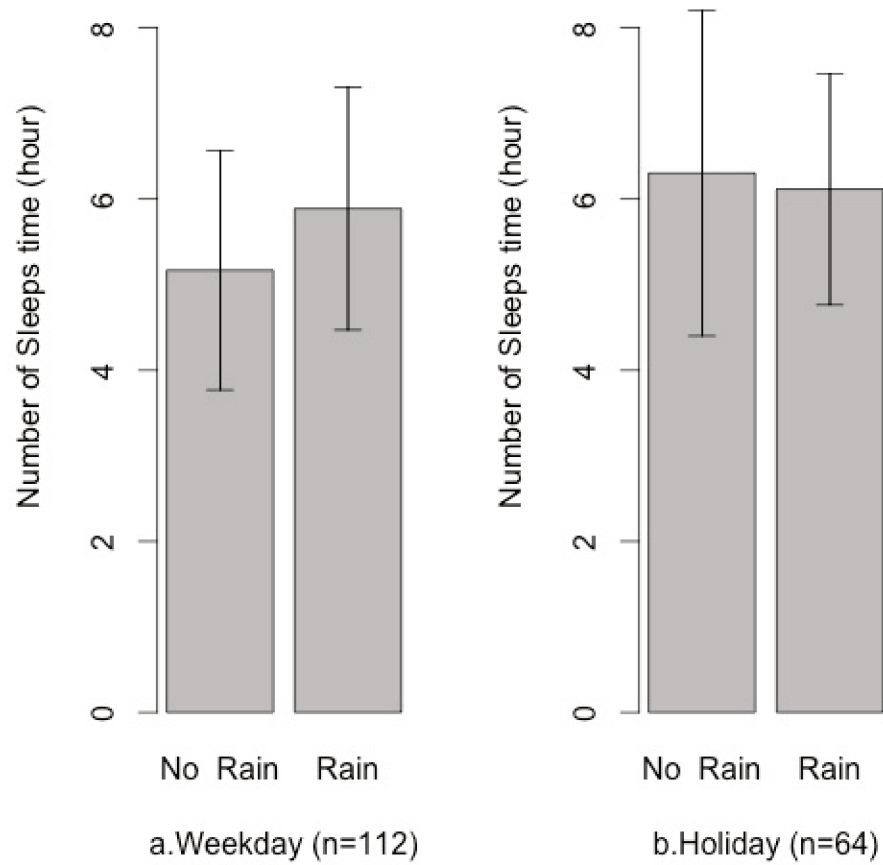 Number of Sleeps time (hour)
8
6
4
2
0
No Rain
Rain
a.Weekday (n=112)
Number of Sleeps time (hour)
8
6
4
2
0
No Rain
Rain
b.Holiday (n=64)